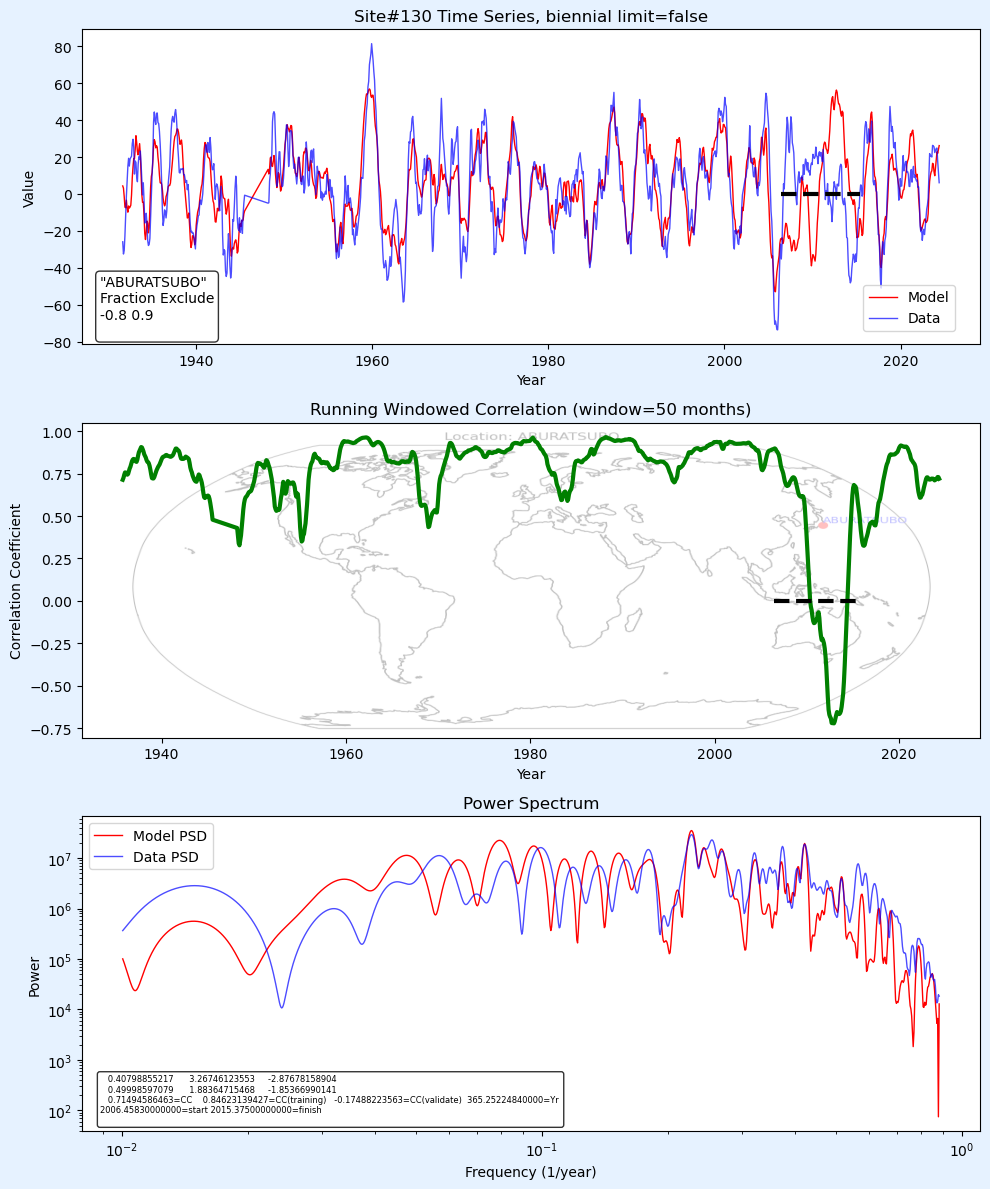 Site#130 Time Series, biennial limit=false
80
60
40
20
0
−20
−40
−60
−80
Value
"ABURATSUBO"
Fraction Exclude
-0.8 0.9
Model
Data
1940
1960
1980
2000
2020
Year
Running Windowed Correlation (window=50 months)
Location: ABURATSUBO
1.00
0.75
0.50
0.25
0.00
−0.25
−0.50
−0.75
Correlation Coefficient
ABURATSUBO
1940
1960
1980
2000
2020
Year
Power Spectrum
Model PSD
Data PSD
10^7
10^6
10^5
10^4
10^3
10^2
Power
0.40798855217 3.26746123553 -2.87678158904
0.49998597079 1.88364715468 -1.85366990141
0.71494586463=CC 0.84623139427=CC(training) -0.17488223563=CC(validate) 365.25224840000=Yr
2006.45830000000=start 2015.37500000000=finish
10^−2
10^−1
10^0
Frequency (1/year)